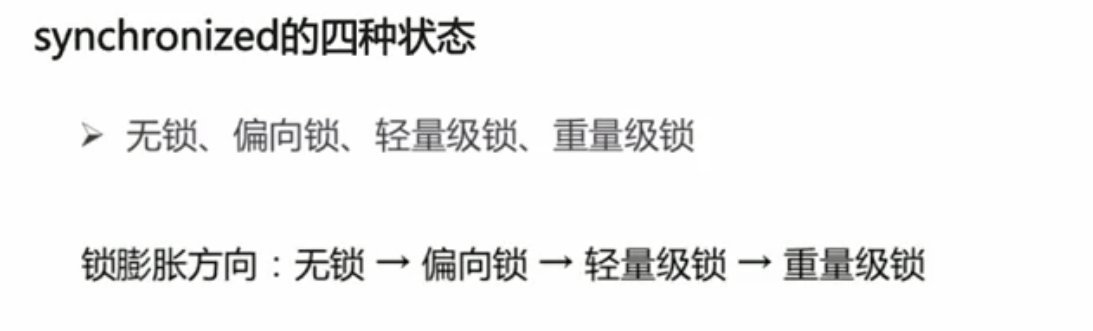 synchronized的四种状态
➢ 无锁、偏向锁、轻量级锁、重量级锁
锁膨胀方向：无锁 → 偏向锁 → 轻量级锁 → 重量级锁